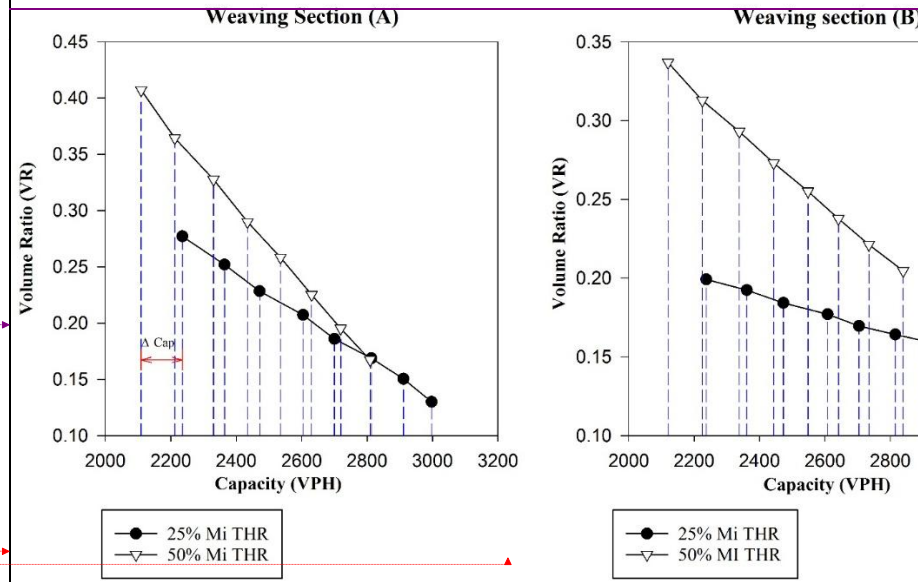 Weaving Section (A)
0.45
0.40
0.35
0.30
0.25
0.20
0.15
0.10
Volume Ratio (VR)
Δ Cap
2000 2200 2400 2600 2800 3000 3200
Capacity (VPH)
25% Mi THR
50% MI THR
Weaving section (B)
0.35
0.30
0.25
0.20
0.15
0.10
Volume Ratio (VR)
2000 2200 2400 2600 2800
Capacity (VPH)
25% Mi THR
50% MI THR